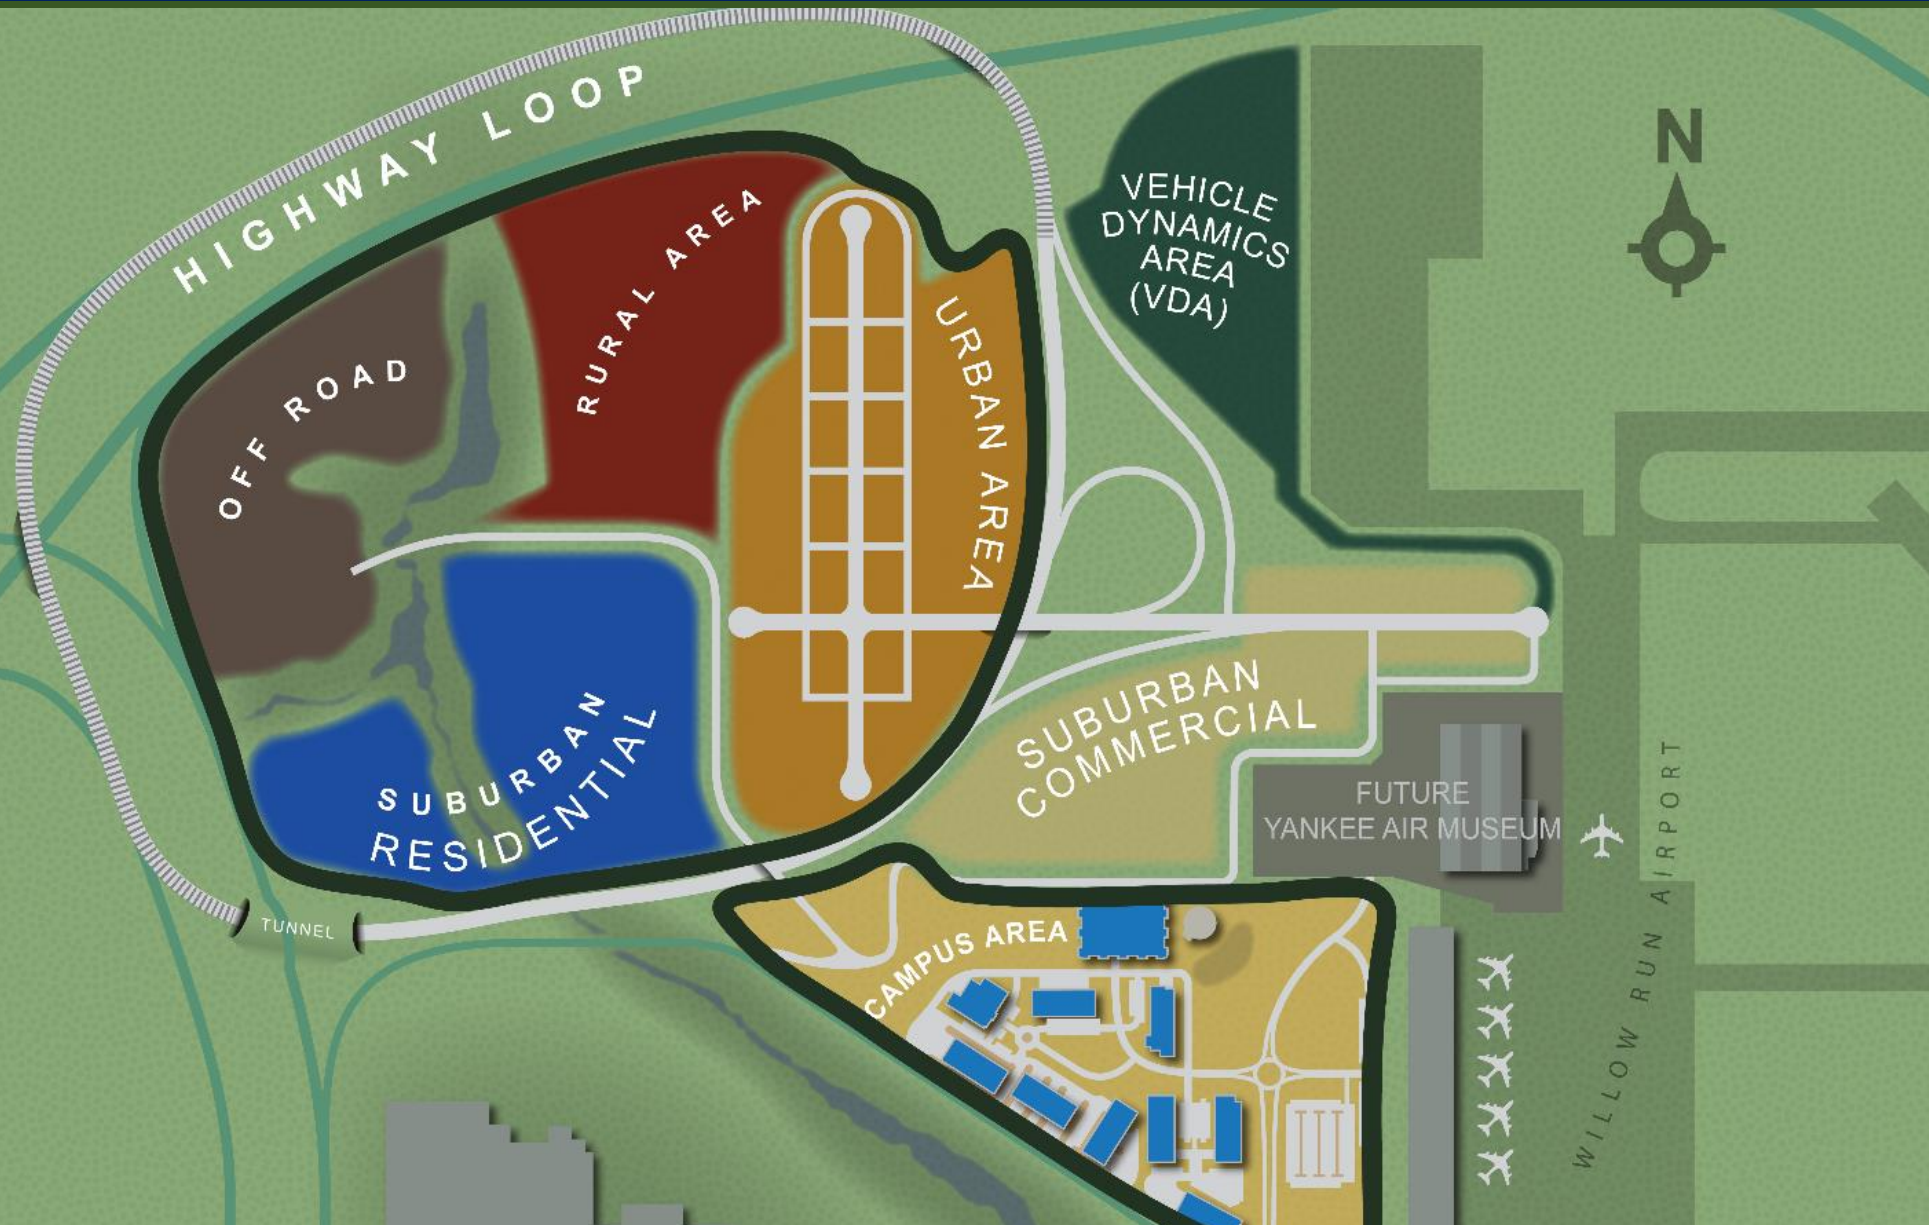 HIGHWAY LOOP
N
VEHICLE
DYNAMICS
AREA
(VDA)
RURAL AREA
URBAN AREA
OFF ROAD
SUBURBAN
RESIDENTIAL
SUBURBAN
COMMERCIAL
FUTURE
YANKEE AIR MUSEUM
WILLOW RUN AIRPORT
TUNNEL
CAMPUS AREA